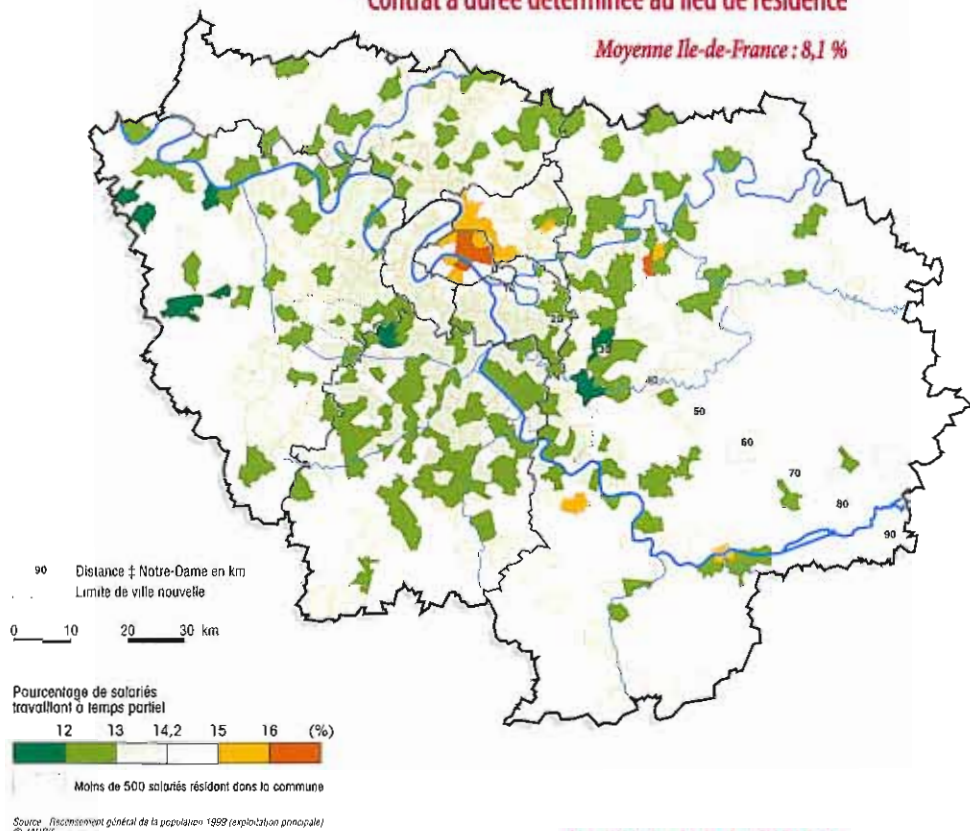 Contrat à durée déterminée au lieu de résidence
Moyenne Ile-de-France : 8,1 %
20
30
40
50
60
70
80
90
90 Distance ‡ Notre-Dame en km
Limite de ville nouvelle
0 10 20 30 km
Pourcentage de salariés
travaillant à temps partiel
12 13 14,2 15 16 (%)
Moins de 500 salariés résidant dans la commune
Source : Recensement général de la population 1999 (exploitation principale)